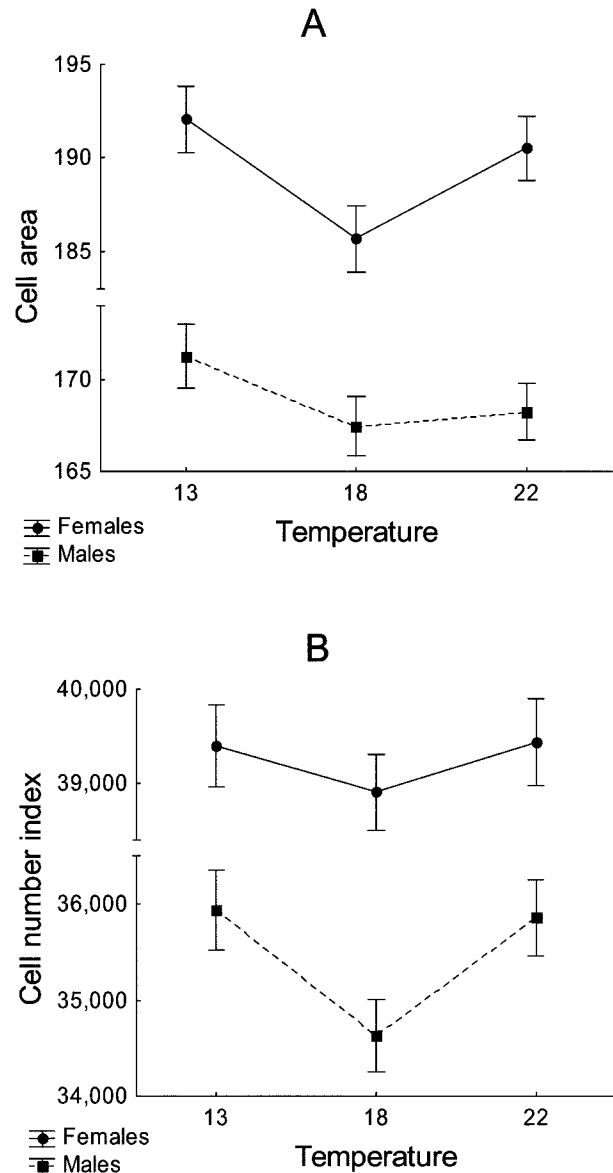 A
195
190
185
170
165
Cell area
13 18 22
Temperature
Females
Males
B
40,000
39,000
36,000
35,000
34,000
Cell number index
13 18 22
Temperature
Females
Males